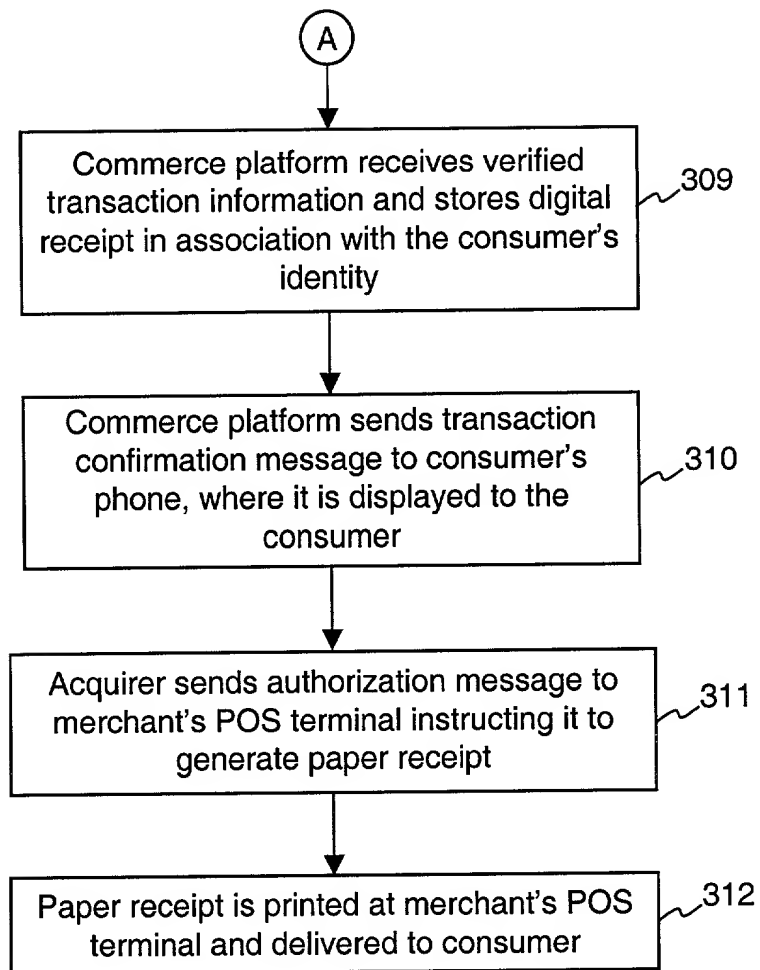 A
Commerce platform receives verified
transaction information and stores digital
receipt in association with the consumer's
identity
309
Commerce platform sends transaction
confirmation message to consumer's
phone, where it is displayed to the
consumer
310
Acquirer sends authorization message to
merchant's POS terminal instructing it to
generate paper receipt
311
Paper receipt is printed at merchant's POS
terminal and delivered to consumer
312